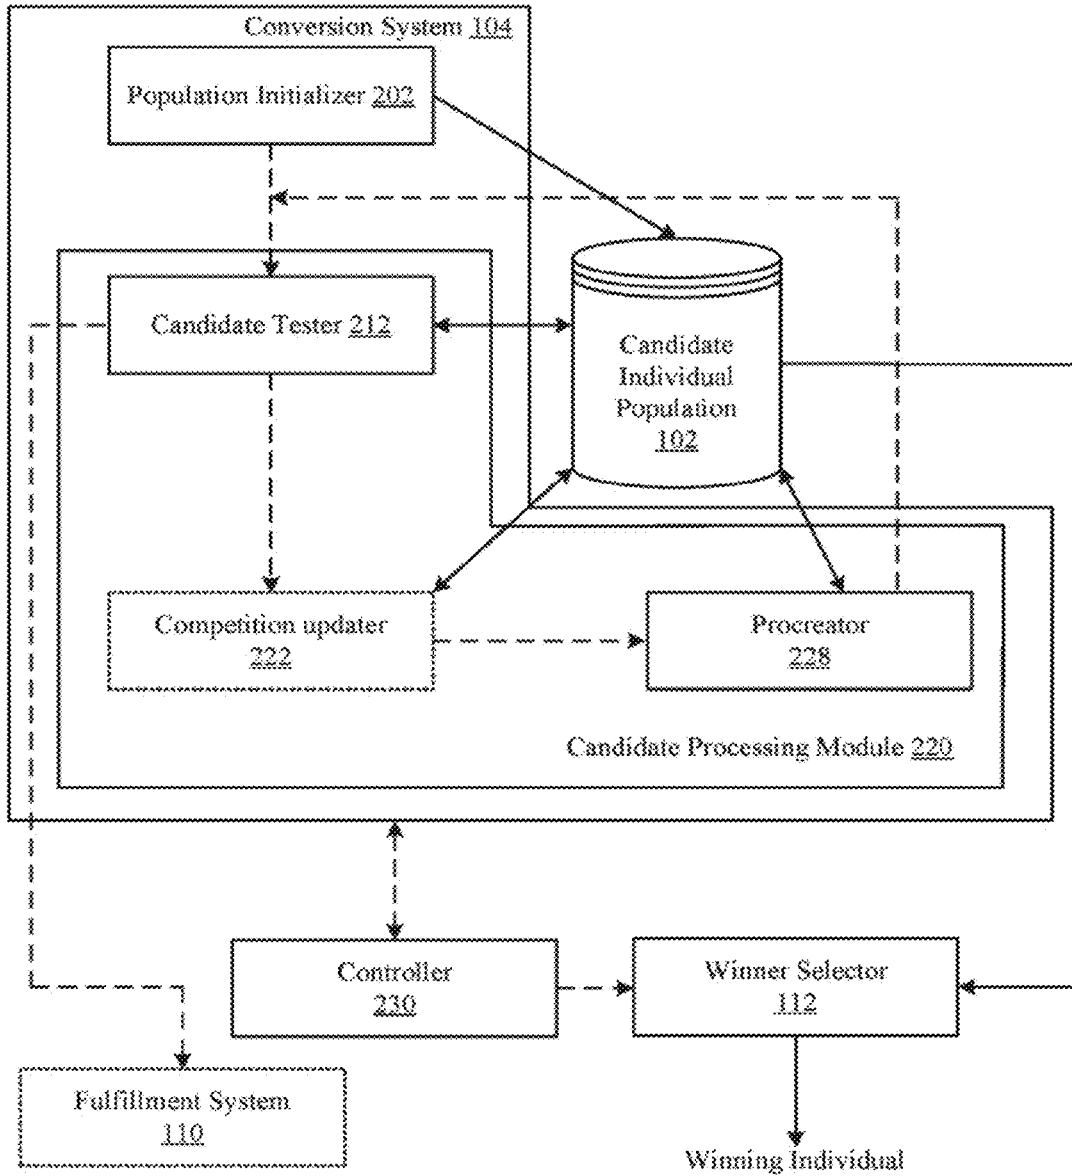 Conversion System 104
Population Initializer 202
Candidate Tester 212
Candidate
Individual
Population
102
Competition updater
222
Procreator
228
Candidate Processing Module 220
Controller
230
Winner Selector
112
Fulfillment System
110
Winning Individual